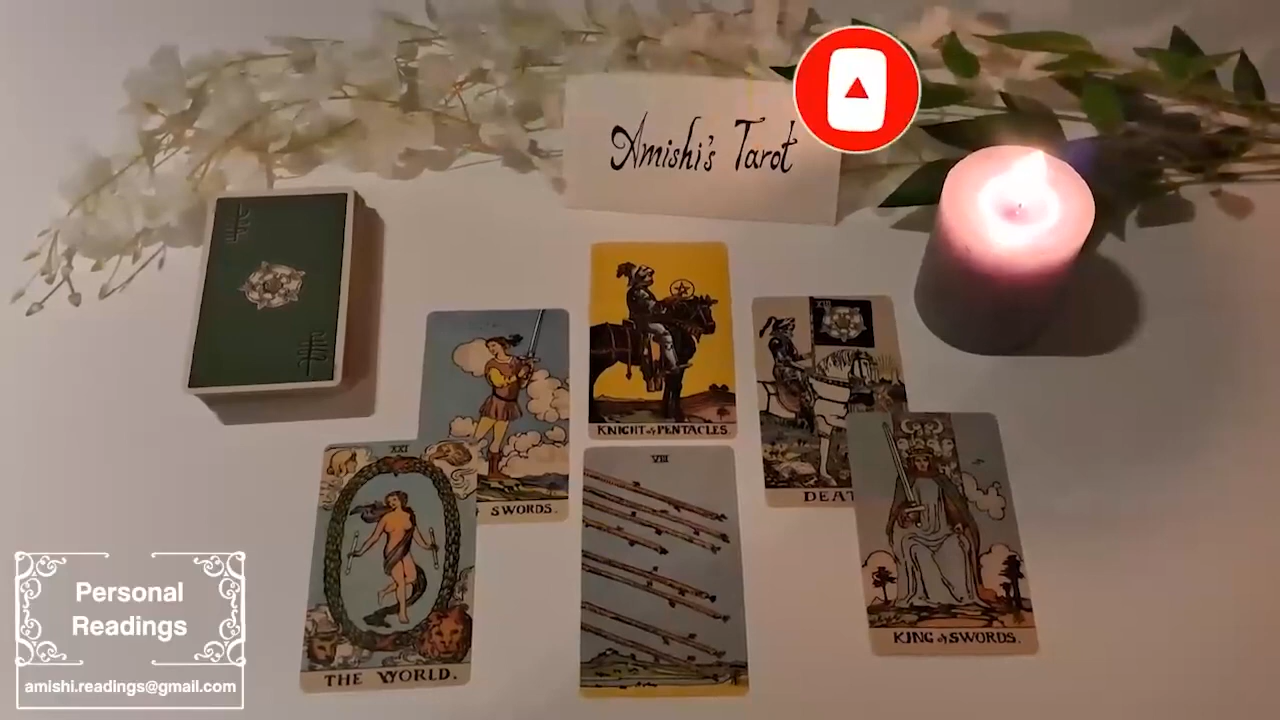 Amishi's Tarot
KNIGHT of PENTACLES.
XIII
SWORDS.
DEAT
XXI
VIII
THE WORLD.
KING of SWORDS.
Personal
Readings
amishi.readings@gmail.com